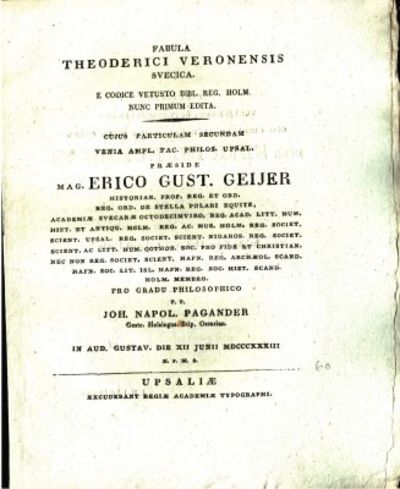 FABULA
THEODERICI VERONENSIS
SVECICA.
E CODICE VETUSTO BIBL. REG. HOLM.
NUNC PRIMUM EDITA.
CUJUS PARTICULAM SECUNDAM
VENIA AMPL. FAC. PHILOS. UPSAL.
PRÆSIDE
MAG. ERICO GUST. GEIJER
HISTORIAR. PROF. REG. ET ORD.
REG. ORD. DE STELLA POLARI EQUITE,
ACADEMIÆ SVECANÆ OCTODECIMVIRO, REG. ACAD. LITT. HUM.
HIST. ET ANTIQU. HOLM. REG. AC. MUS. HOLM. REG. SOCIET.
SCIENT. UPSAL. REG. SOCIET. SCIENT. NIDAROS. REG. SOCIET.
SCIENT. AC LITT. HUM. GOTHOB. SOC. PRO FIDE ET CHRISTIAN.
NEC NON REG. SOCIET. SCIENT. HAFN. REG. ARCHÆOL. SCAND.
HAFN. SOC. LIT. ISL. HAFN. REG. SOC. HIST. SCAND.
HOLM. MEMBRO.
PRO GRADU PHILOSOPHICO
P. P.
JOH. NAPOL. PAGANDER
Gostr. Helsingus. Stip. Oxenian.
IN AUD. GUSTAV. DIE XII JUNII MDCCCXXXIII
H. P. M. S.
UPSALIÆ
EXCUDEBANT REGIÆ ACADEMIÆ TYPOGRAPHI.